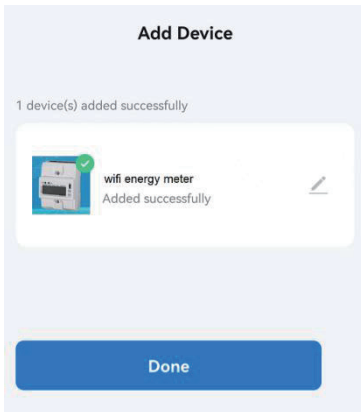 Add Device
1 device(s) added successfully
wifi energy meter
Added successfully
Done